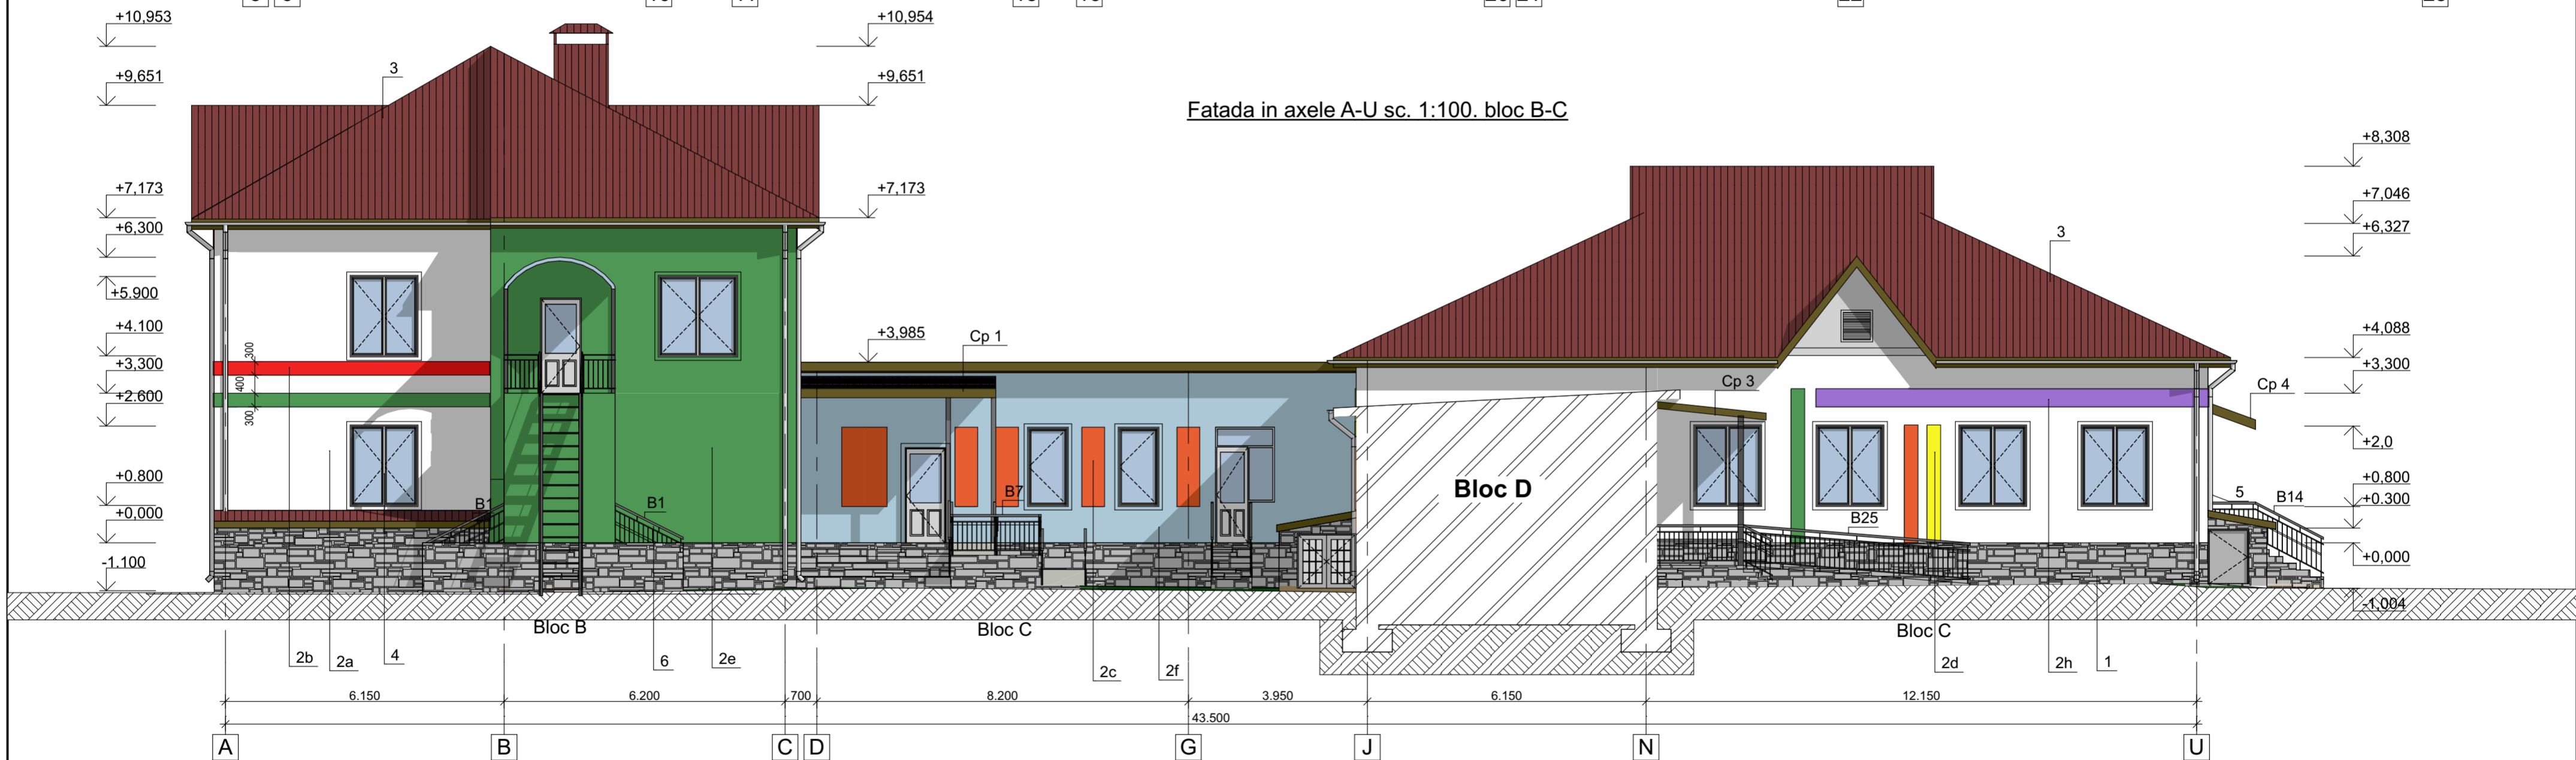 +10,953
+10,954
+9,651
3
+9,651
Fatada in axele A-U sc. 1:100. bloc B-C
+8,308
+7,173
+7,173
+7,046
+6,300
+6,327
3
+5.900
+4.100
+3,985
Cp 1
+4,088
300
+3,300
+3,300
400
Cp 3
Cp 4
+2.600
300
+2,0
+0.800
Bloc D
+0.800
B1
B1
B7
5
B14
+0.300
+0,000
B25
+0,000
-1.100
-1,004
Bloc B
Bloc C
Bloc C
2b
2a
4
6
2e
2c
2f
2d
2h
1
6.150
6.200
700
8.200
3.950
6.150
12.150
43.500
A
B
C
D
G
J
N
U